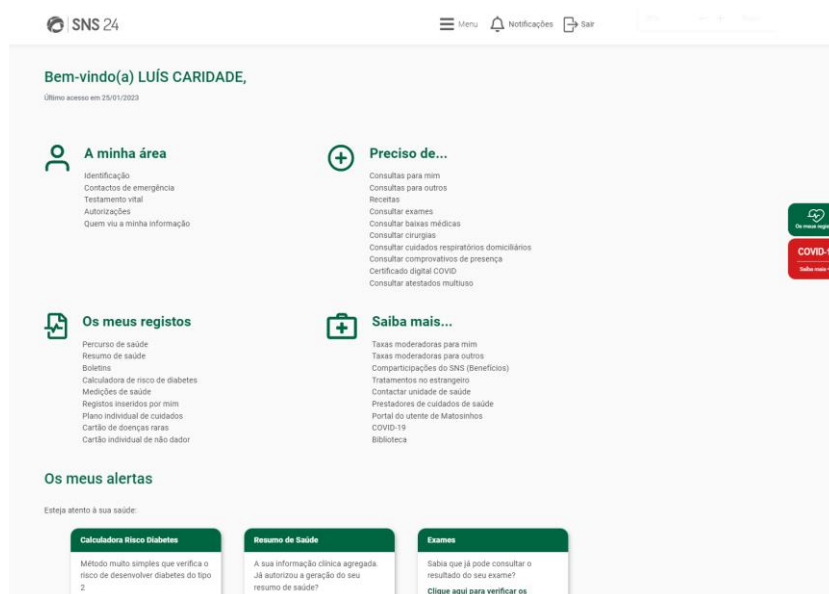 SNS 24
Menu
Notificações
Sair
Bem-vindo(a) LUÍS CARIDADE,
Último acesso em 25/01/2023
A minha área
Identificação
Contactos de emergência
Testamento vital
Autorizações
Quem viu a minha informação
Preciso de...
Consultas para mim
Consultas para outros
Receitas
Consultar exames
Consultar baixas médicas
Consultar cirurgias
Consultar cuidados respiratórios domiciliários
Consultar comprovativos de presença
Certificado digital COVID
Consultar atestados multiuso
Os meus
COVID-1
Saiba mais
Os meus registos
Percurso de saúde
Resumo de saúde
Boletins
Calculadora de risco de diabetes
Medições de saúde
Registos inseridos por mim
Plano individual de cuidados
Cartão de doenças raras
Cartão individual de não dador
Saiba mais...
Taxas moderadoras para mim
Taxas moderadoras para outros
Comparticipações do SNS (Benefícios)
Tratamentos no estrangeiro
Contactar unidade de saúde
Prestadores de cuidados de saúde
Portal do utente de Matosinhos
COVID-19
Biblioteca
Os meus alertas
Esteja atento à sua saúde:
Calculadora Risco Diabetes
Método muito simples que verifica o
risco de desenvolver diabetes do tipo
2
Resumo de Saúde
A sua informação clínica agregada.
Já autorizou a geração do seu
resumo de saúde?
Exames
Sabia que já pode consultar o
resultado do seu exame?
Clique aqui para verificar os